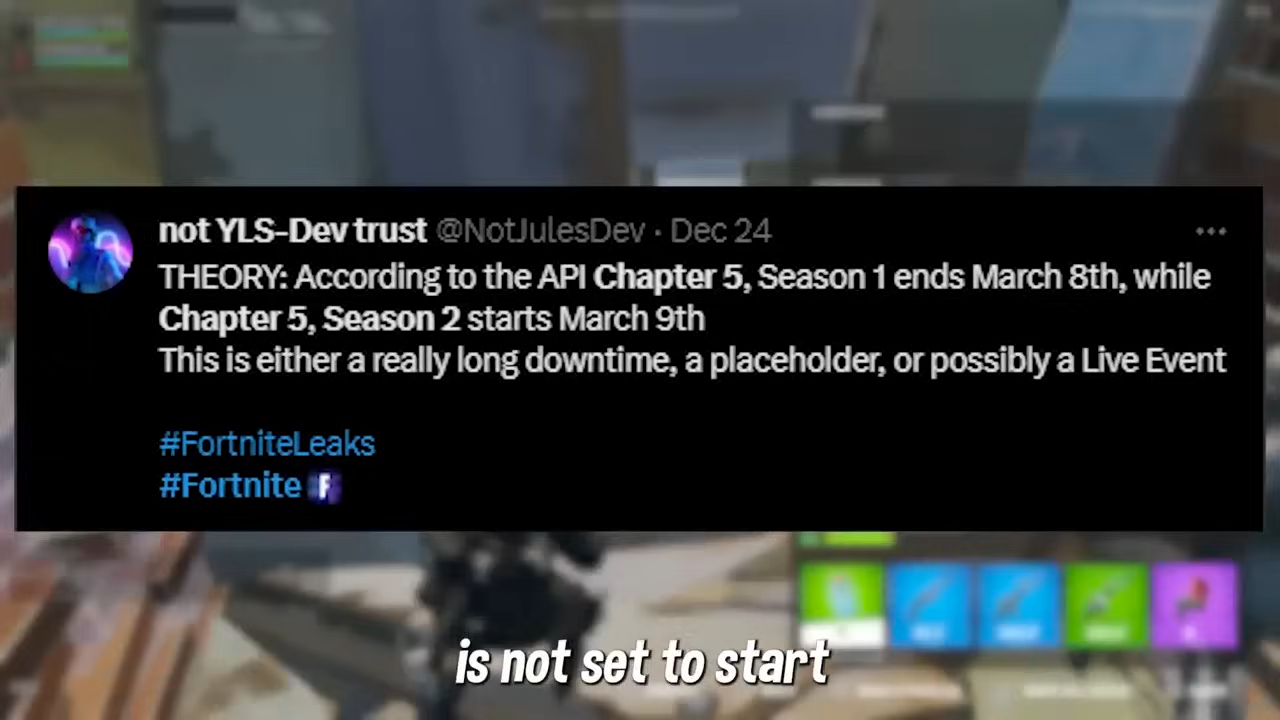 not YLS-Dev trust @NotJulesDev · Dec 24
THEORY: According to the API Chapter 5, Season 1 ends March 8th, while
Chapter 5, Season 2 starts March 9th
This is either a really long downtime, a placeholder, or possibly a Live Event
#FortniteLeaks
#Fortnite F
is not set to start